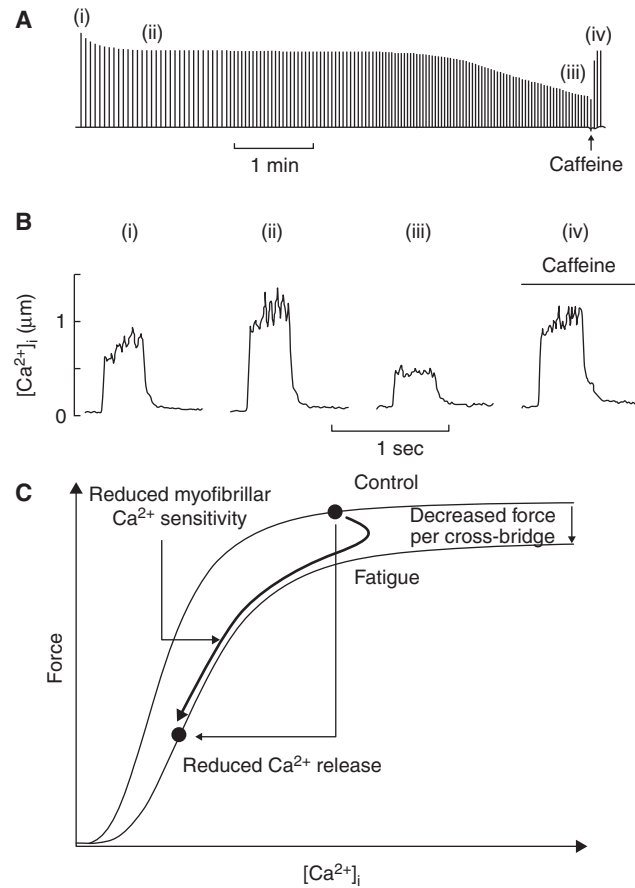 A
(i)
(ii)
(iii)
(iv)
1 min
Caffeine
B
(i)
(ii)
(iii)
(iv)
Caffeine
[Ca²⁺]ᵢ (μm)
1
0
1 sec
C
Reduced myofibrillar
Ca²⁺ sensitivity
Control
Decreased force
per cross-bridge
Fatigue
Force
Reduced Ca²⁺ release
[Ca²⁺]ᵢ